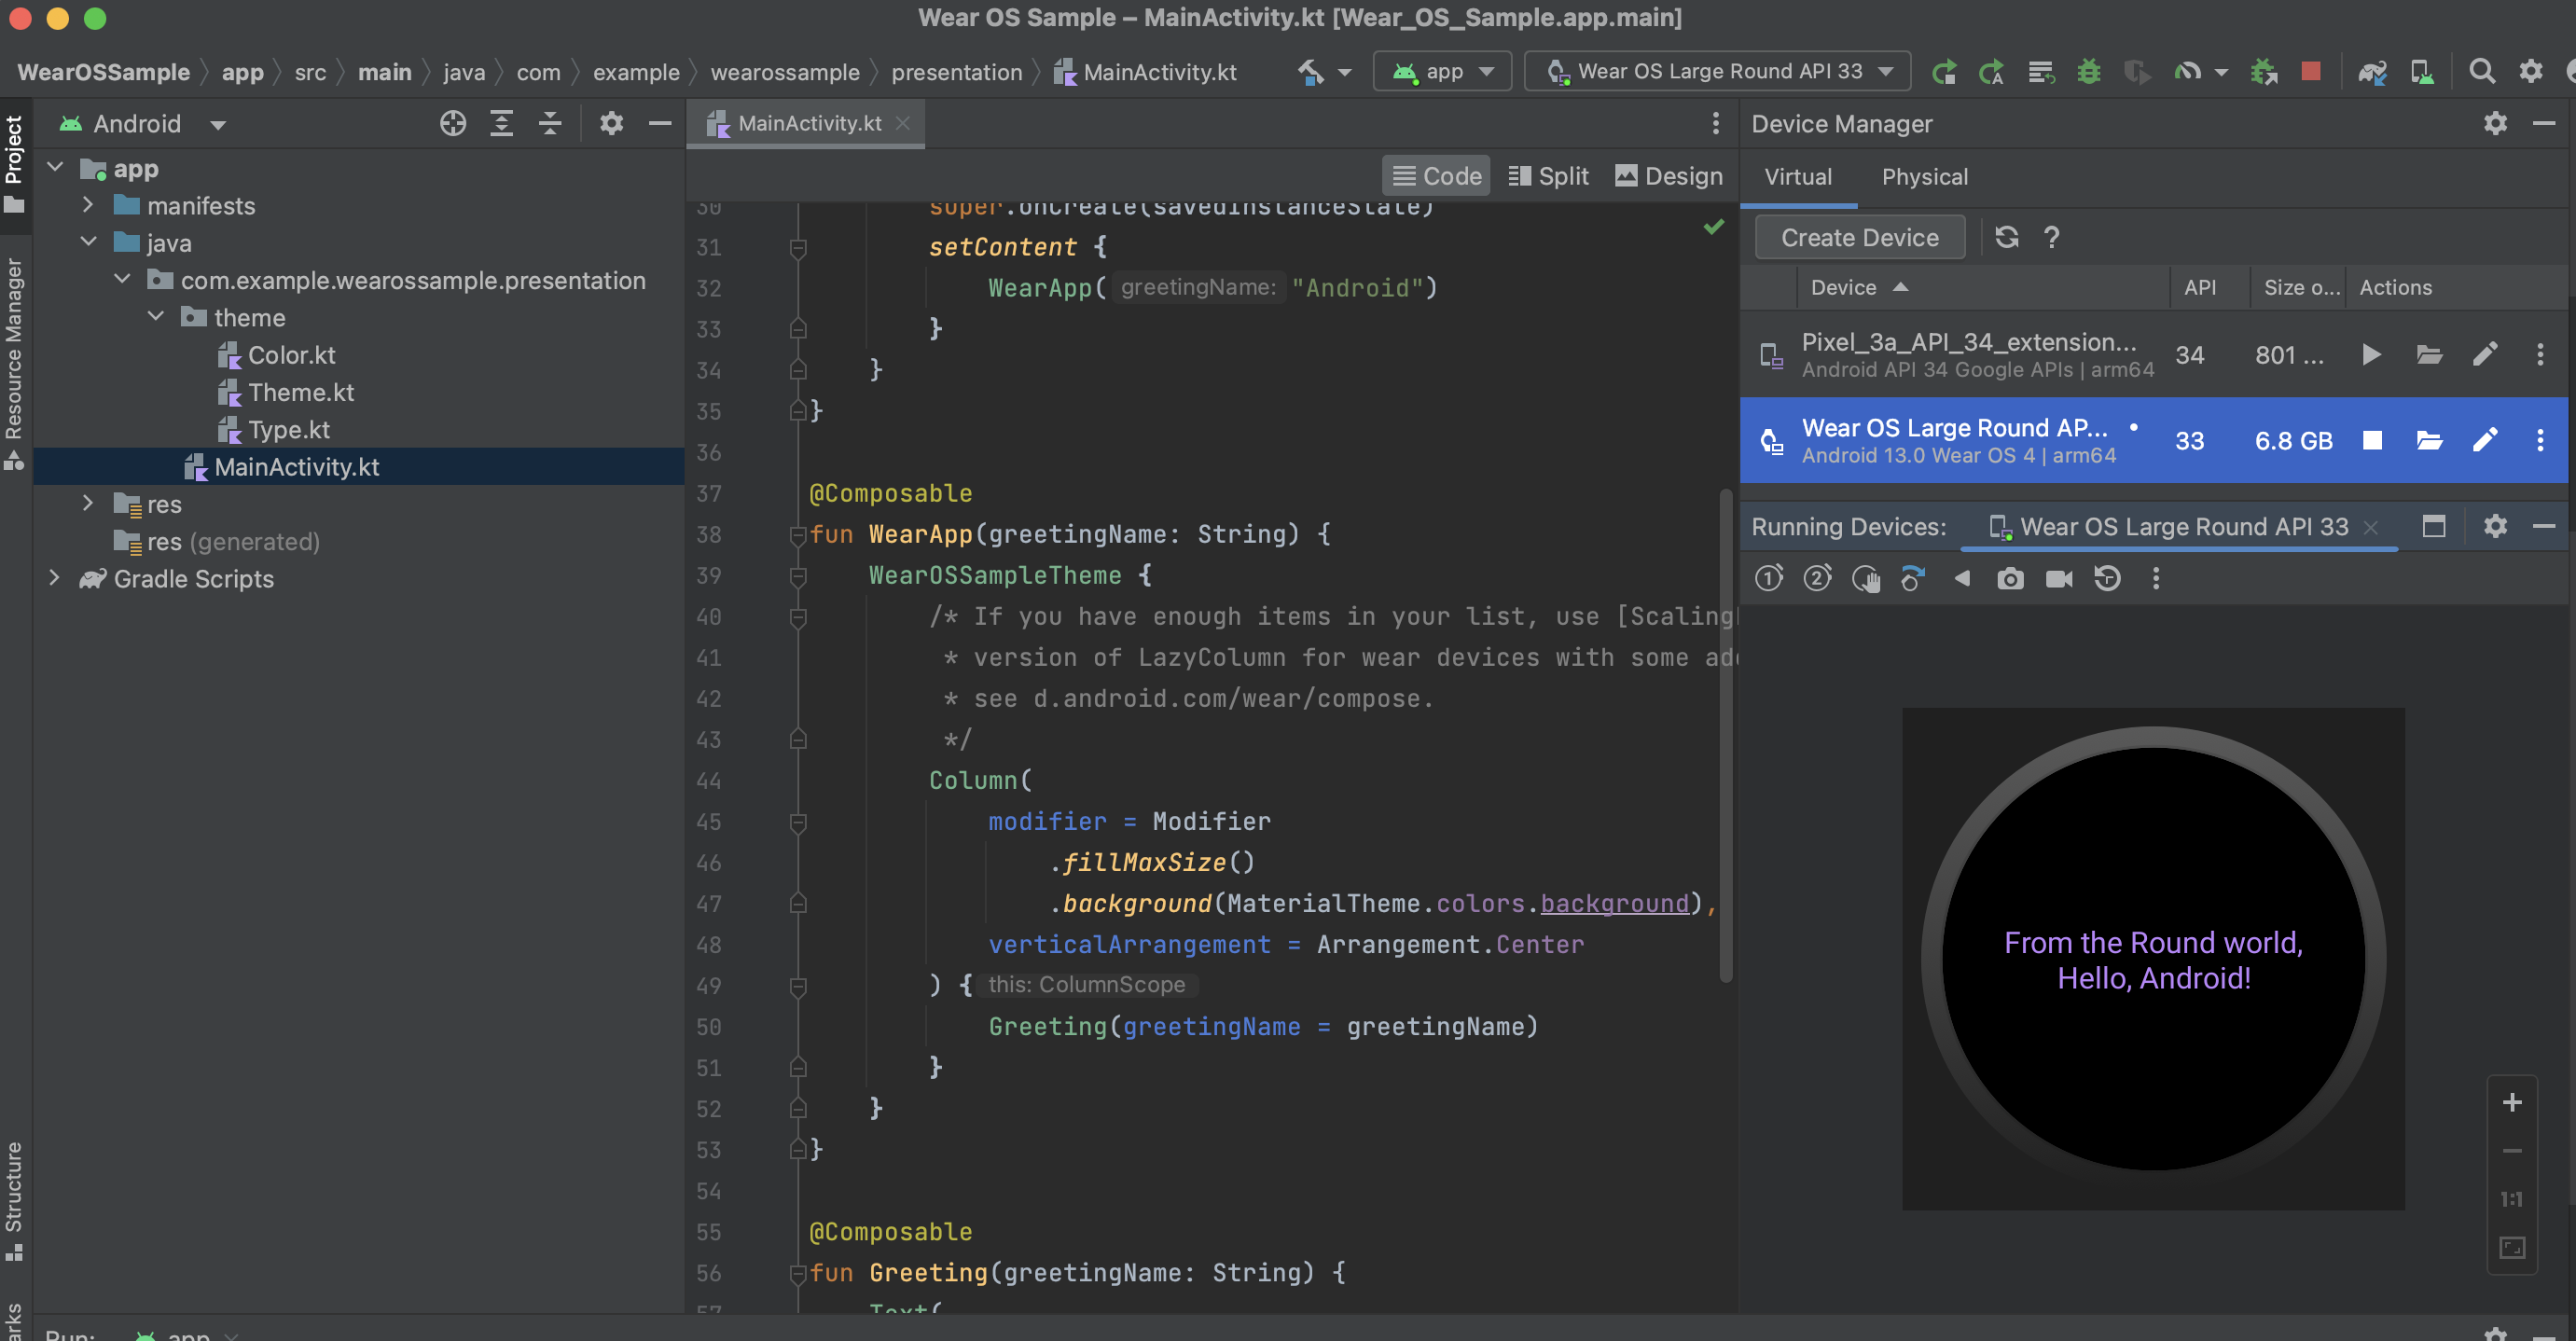 Wear OS Sample – MainActivity.kt [Wear_OS_Sample.app.main]
WearOSSample app src main java com example wearossample presentation MainActivity.kt
app
Wear OS Large Round API 33
Project
Resource Manager
Structure
Android
app
manifests
java
com.example.wearossample.presentation
theme
Color.kt
Theme.kt
Type.kt
MainActivity.kt
res
res (generated)
Gradle Scripts
MainActivity.kt
Code Split Design
30 super.onCreate(savedInstanceState)
31 setContent {
32 WearApp( greetingName: "Android")
33 }
34 }
35 }
36
37 @Composable
38 fun WearApp(greetingName: String) {
39 WearOSSampleTheme {
40 /* If you have enough items in your list, use [Scaling
41 * version of LazyColumn for wear devices with some
42 * see d.android.com/wear/compose.
43 */
44 Column(
45 modifier = Modifier
46 .fillMaxSize()
47 .background(MaterialTheme.colors.background),
48 verticalArrangement = Arrangement.Center
49 ) { this: ColumnScope
50 Greeting(greetingName = greetingName)
51 }
52 }
53 }
54
55 @Composable
56 fun Greeting(greetingName: String) {
57 Text(
Device Manager
Virtual Physical
Create Device ?
Device API Size o... Actions
Pixel_3a_API_34_extension... 34 801 ...
Android API 34 Google APIs | arm64
Wear OS Large Round AP... 33 6.8 GB
Android 13.0 Wear OS 4 | arm64
Running Devices: Wear OS Large Round API 33
1 2
From the Round world,
Hello, Android!
1:1
Run: app